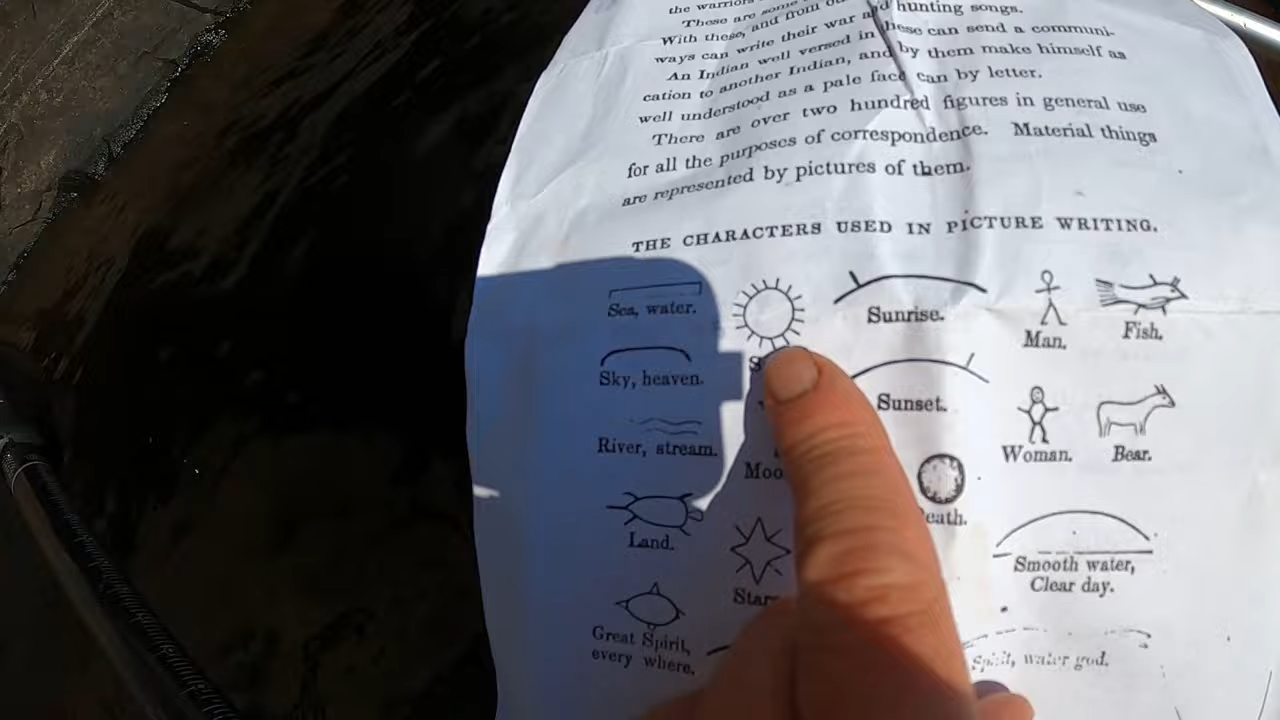 the warriors
These are some
With these, and from
hunting songs.
ways can write their war and
these can send a communi-
An Indian well versed in
cation to another Indian, and by them make himself as
well understood as a pale face can by letter.
There are over two hundred figures in general use
for all the purposes of correspondence. Material things
are represented by pictures of them.
THE CHARACTERS USED IN PICTURE WRITING.
Sea, water.
Sunrise.
Man.
Fish.
Sky, heaven.
Sunset.
River, stream.
Woman.
Bear.
Land.
Smooth water,
Clear day.
Great Spirit,
every where.
Spirit, water god.